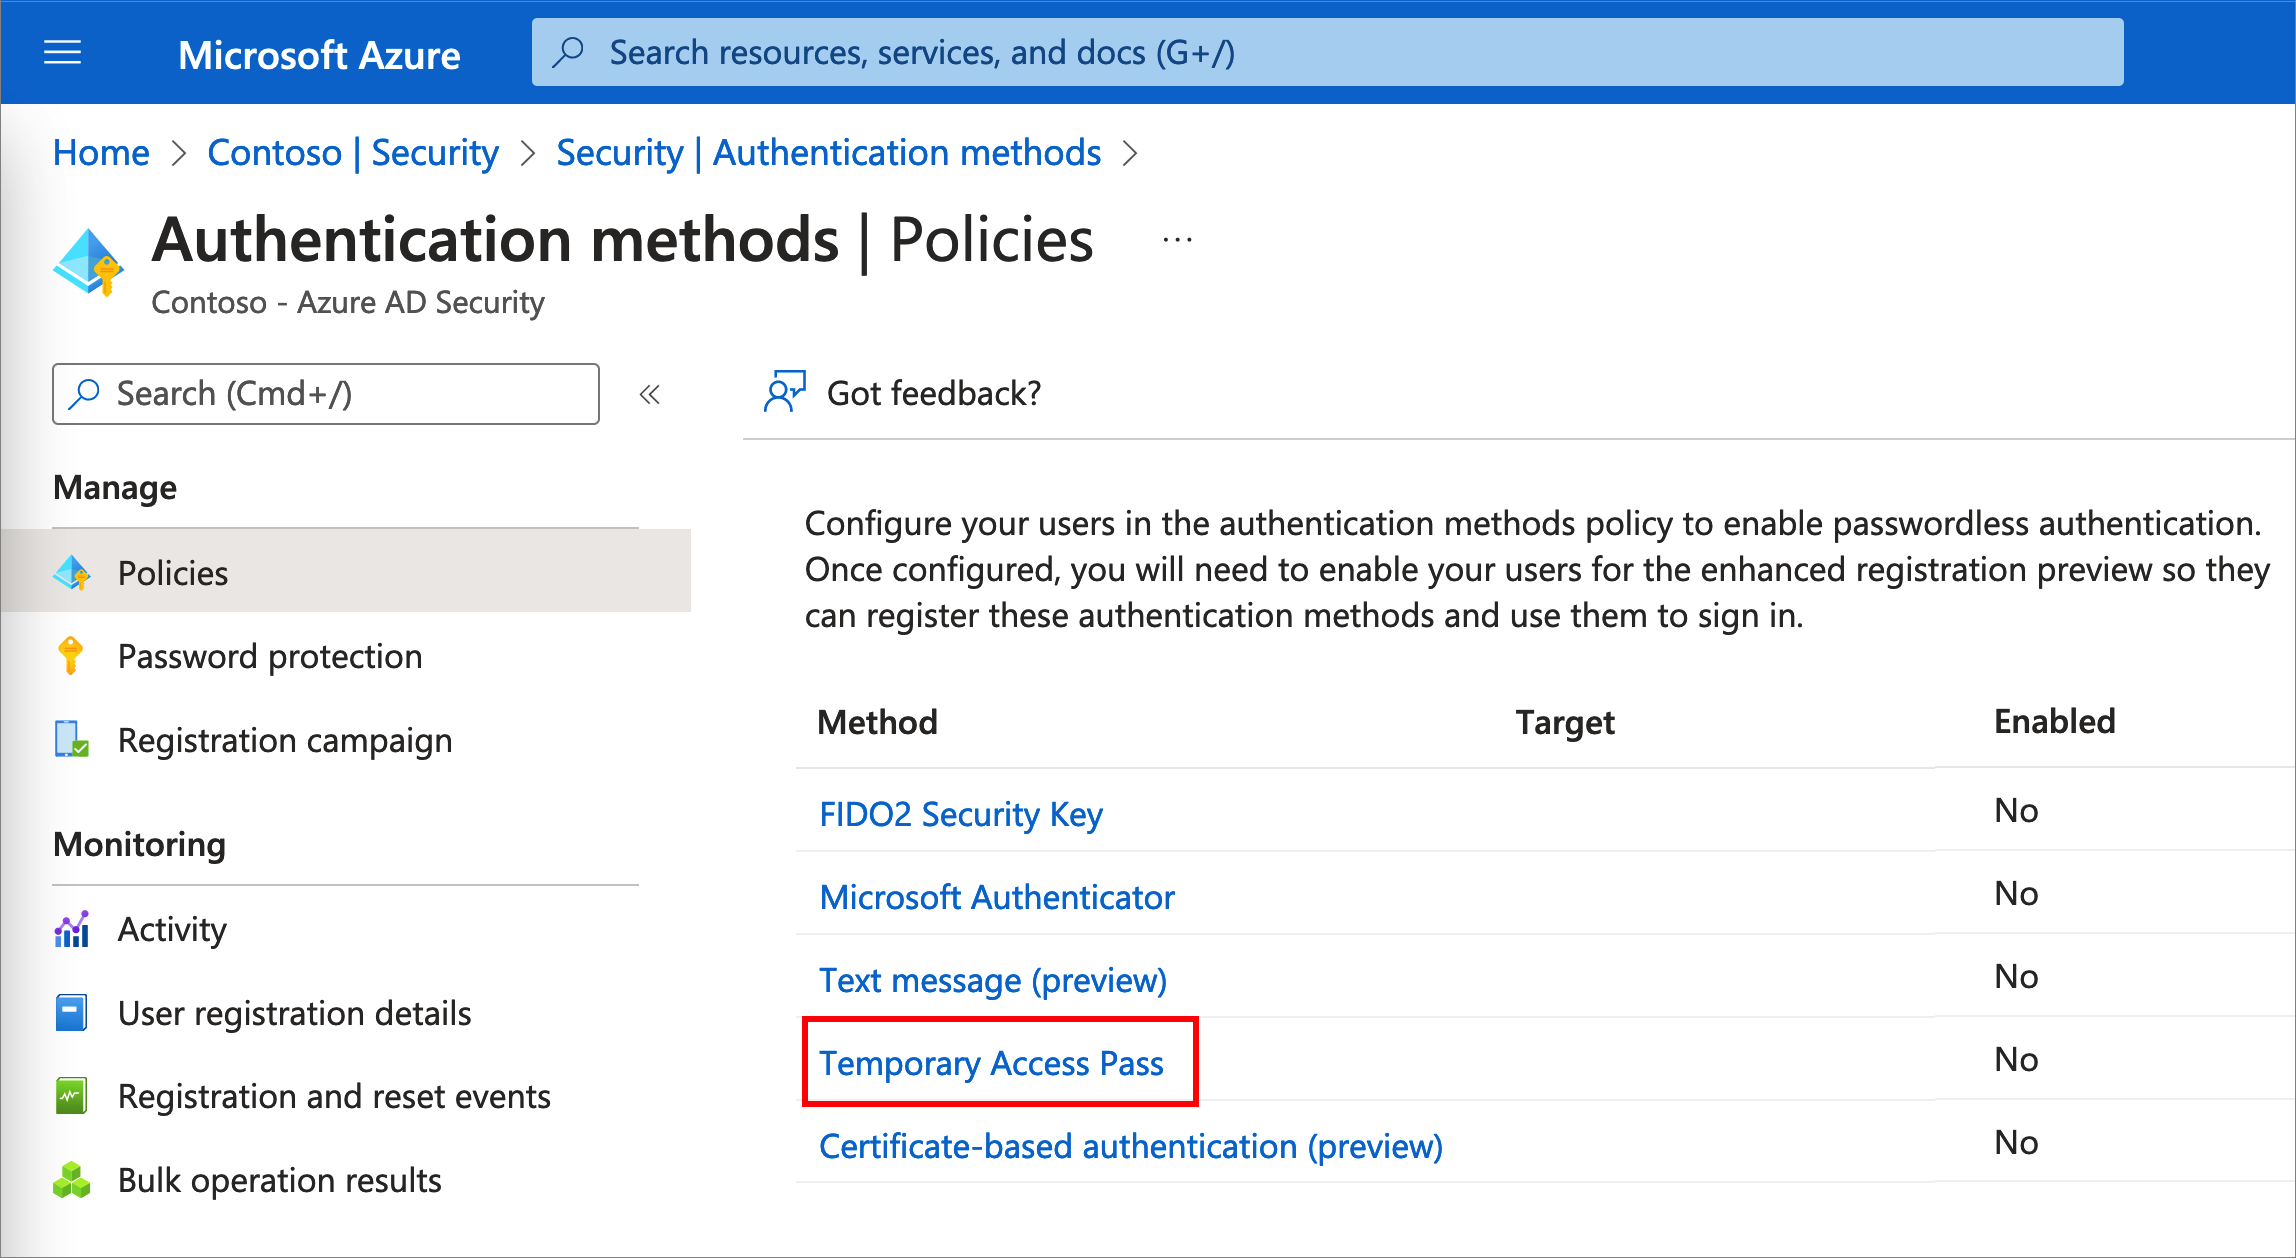 Microsoft Azure
Search resources, services, and docs (G+/)
Home > Contoso | Security > Security | Authentication methods >
Authentication methods | Policies ...
Contoso - Azure AD Security
Search (Cmd+/)
«
Got feedback?
Manage
Policies
Password protection
Registration campaign
Monitoring
Activity
User registration details
Registration and reset events
Bulk operation results
Configure your users in the authentication methods policy to enable passwordless authentication.
Once configured, you will need to enable your users for the enhanced registration preview so they
can register these authentication methods and use them to sign in.
Method Target Enabled
FIDO2 Security Key No
Microsoft Authenticator No
Text message (preview) No
Temporary Access Pass No
Certificate-based authentication (preview) No